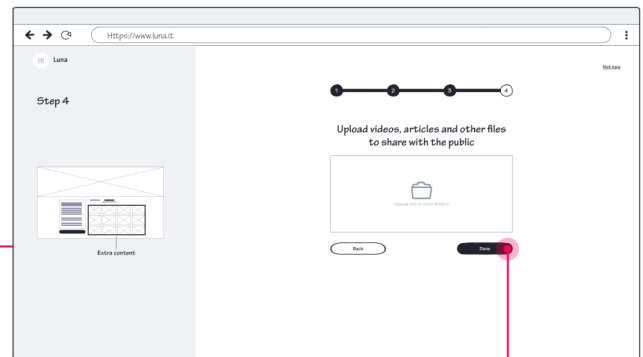 Https://www.luna.it
Luna
Not now
Step 4
1 2 3 4
Upload videos, articles and other files
to share with the public
Upload one or more folders
Back
Done
Extra content